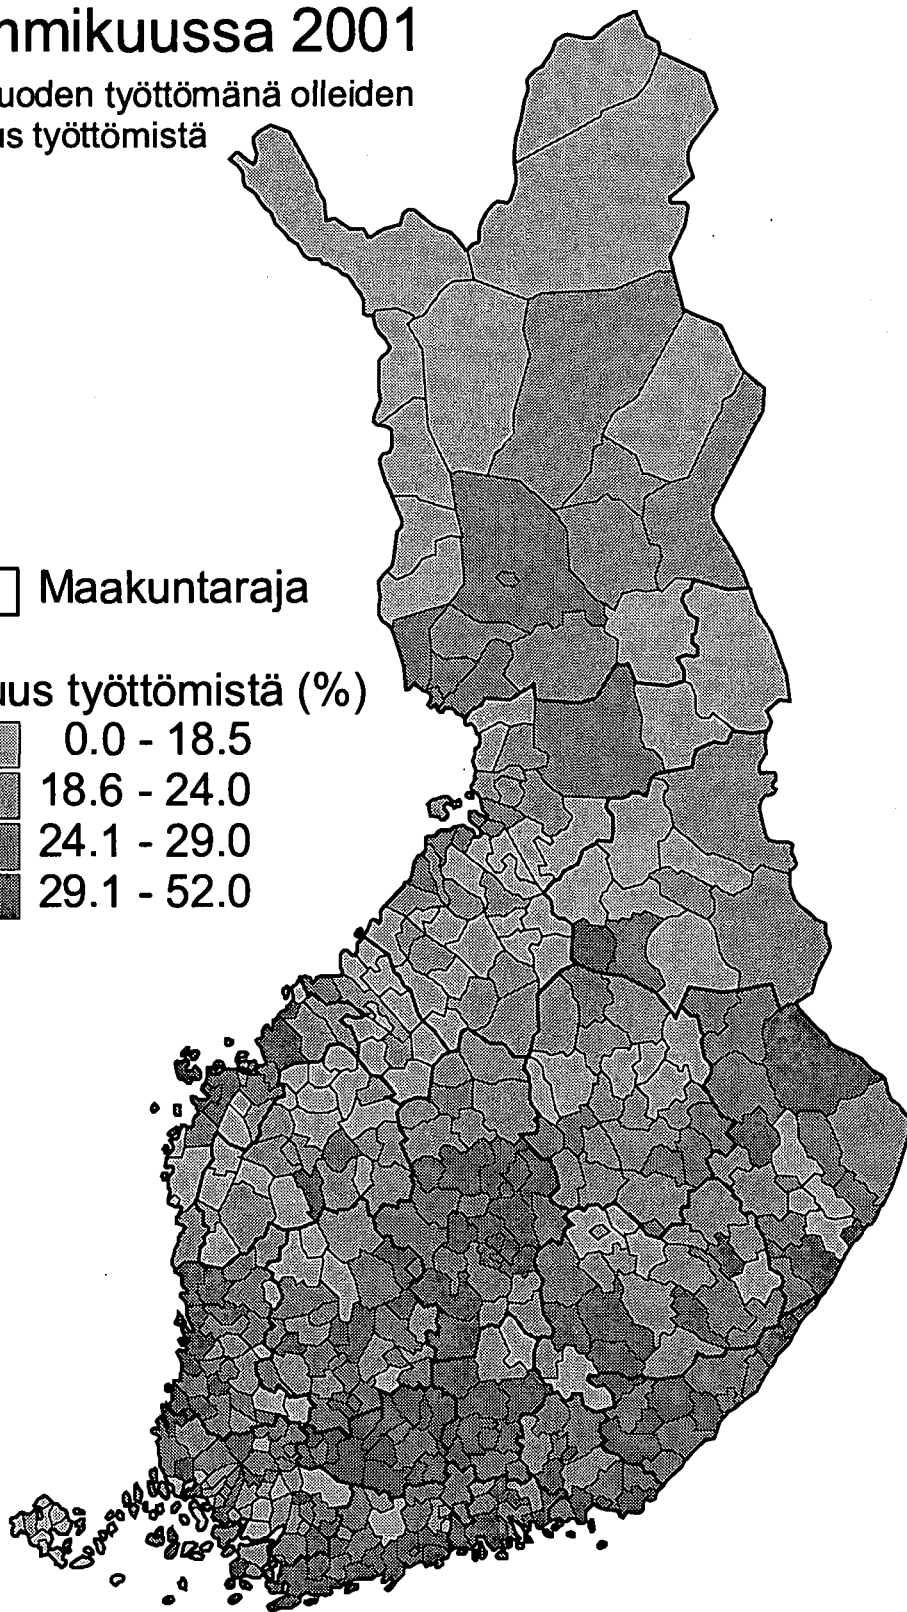 mmikuussa 2001
uoden työttömänä olleiden
us työttömistä
Maakuntaraja
uus työttömistä (%)
0.0 - 18.5
18.6 - 24.0
24.1 - 29.0
29.1 - 52.0